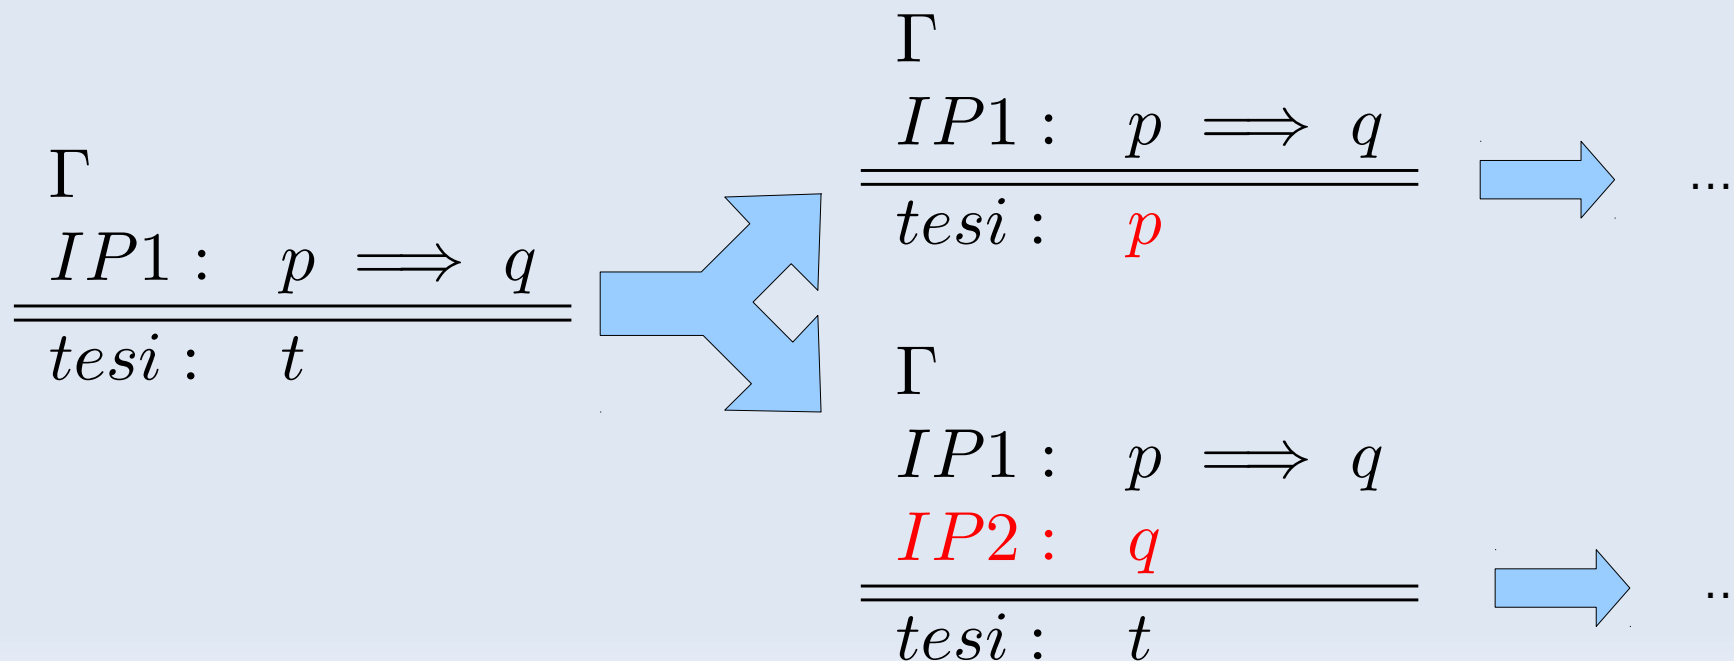 Γ
IP1 : p ⟹ q
tesi : t
Γ
IP1 : p ⟹ q
tesi : p
...
Γ
IP1 : p ⟹ q
IP2 : q
tesi : t
..